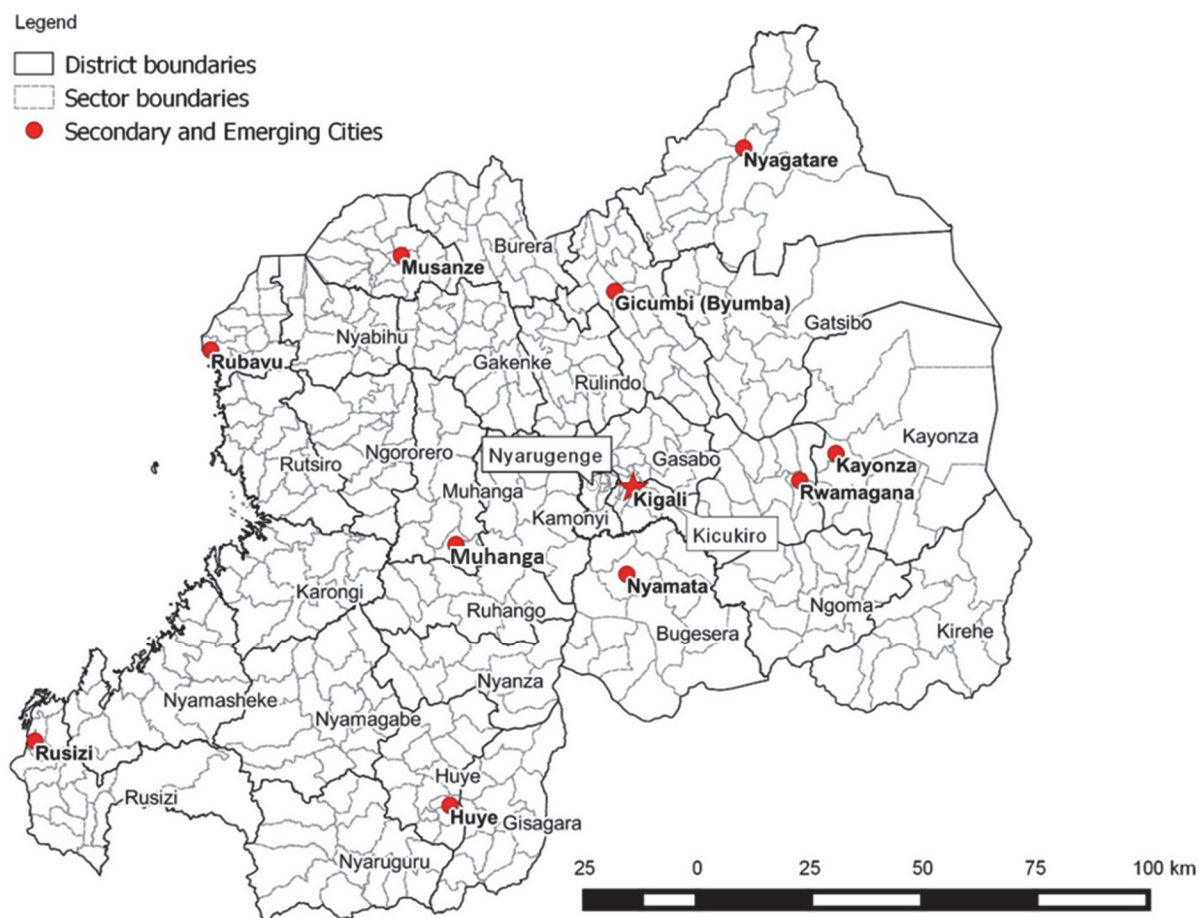 Legend
District boundaries
Sector boundaries
Secondary and Emerging Cities
Nyagatare
Burera
Musanze
Gicumbi (Byumba)
Gatsibo
Nyabihu
Rubavu
Gakenke
Rulindo
Kayonza
Nyarugenge
Ngororero
Gasabo
Rutsiro
Kayonza
Muhanga
Rwamagana
Kigali
Kamonyi
Kicukiro
Muhanga
Nyamata
Karongi
Ruhango
Ngoma
Bugesera
Kirehe
Nyanza
Nyamasheke
Nyamagabe
Rusizi
Huye
Rusizi
Huye
Gisagara
Nyaruguru
25 0 25 50 75 100 km